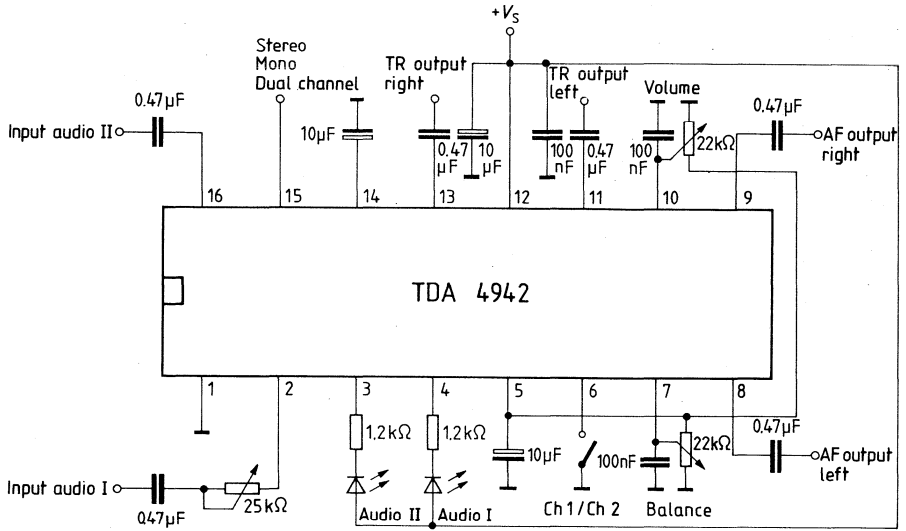 +VS
Stereo
Mono
Dual channel
TR output
right
TR output
left
Volume
0.47µF
0.47µF
Input audio II
10µF
0.47
µF
10
µF
100
nF
0.47
µF
100
nF
22kΩ
AF output
right
16
15
14
13
12
11
10
9
TDA 4942
1
2
3
4
5
6
7
8
1.2kΩ
1.2kΩ
10µF
100nF
22kΩ
0.47µF
AF output
left
Input audio I
0.47µF
25kΩ
Audio II
Audio I
Ch 1/Ch 2
Balance